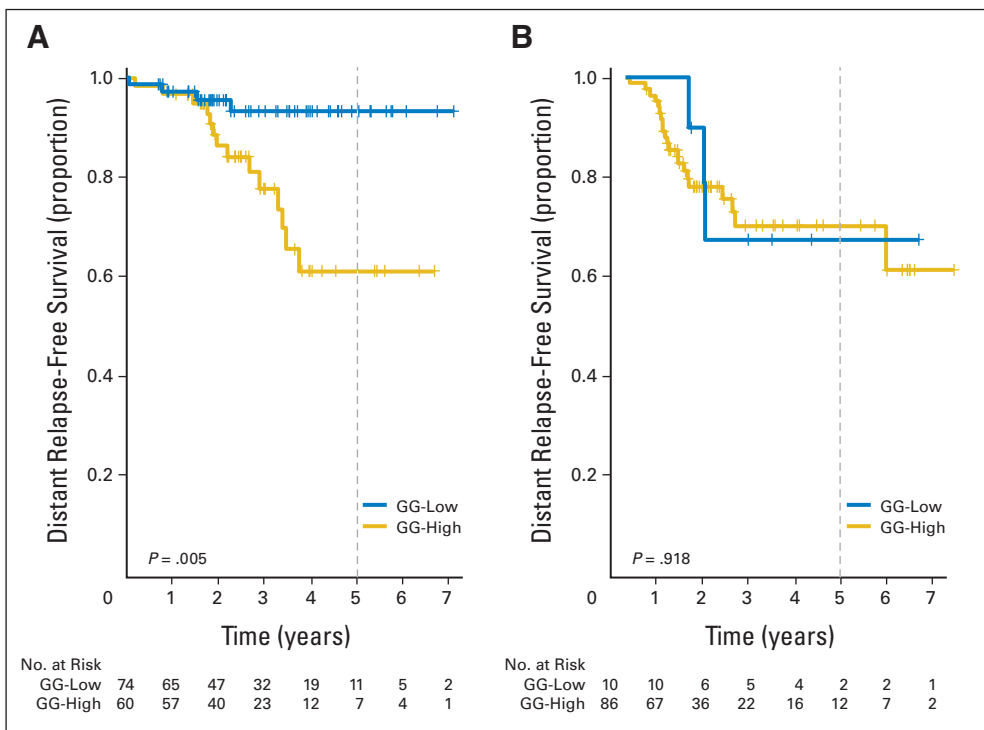 A
Distant Relapse-Free Survival (proportion)
1.0
0.8
0.6
0.4
0.2
GG-Low
GG-High
P = .005
0 1 2 3 4 5 6 7
Time (years)
No. at Risk
GG-Low 74 65 47 32 19 11 5 2
GG-High 60 57 40 23 12 7 4 1
B
Distant Relapse-Free Survival (proportion)
1.0
0.8
0.6
0.4
0.2
GG-Low
GG-High
P = .918
0 1 2 3 4 5 6 7
Time (years)
No. at Risk
GG-Low 10 10 6 5 4 2 2 1
GG-High 86 67 36 22 16 12 7 2